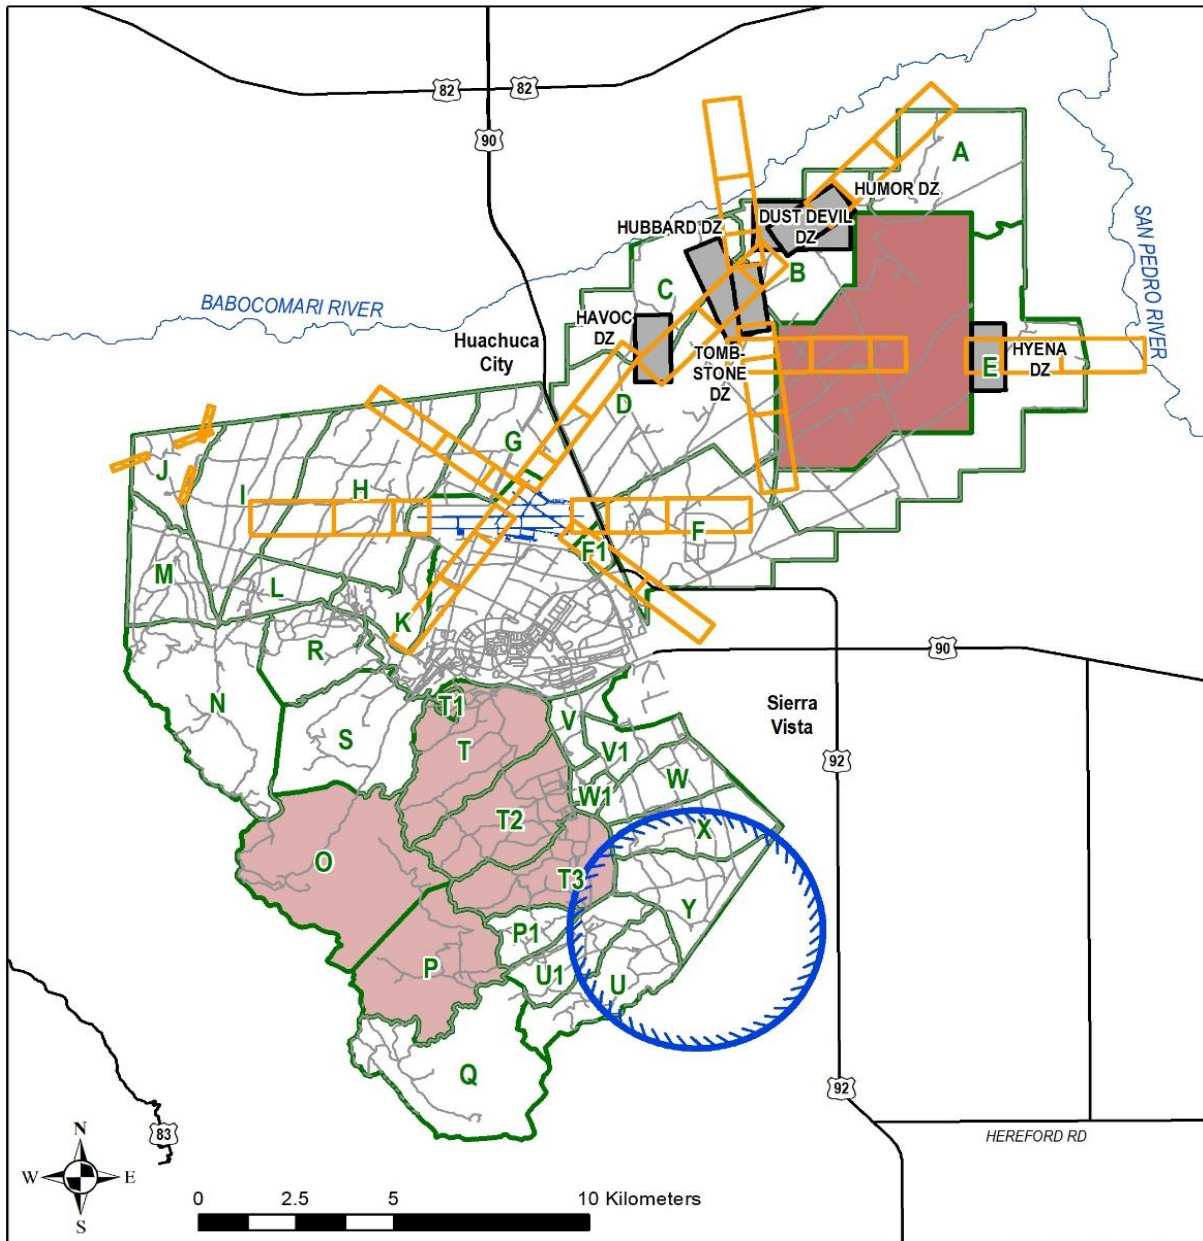 82
82
90
A
HUMOR DZ
DUST DEVIL
DZ
HUBBARD DZ
SAN PEDRO RIVER
B
C
BABOCOMARI RIVER
HAVOC
DZ
Huachuca
City
TOMB-
STONE
DZ
E
HYENA
DZ
D
G
J
I
H
F
F1
M
L
K
R
90
N
T1
Sierra
Vista
S
V
T
V1
92
W1
W
T2
X
O
T3
Y
P1
P
U1
U
Q
92
83
HEREFORD RD
N
W
E
S
0
2.5
5
10 Kilometers